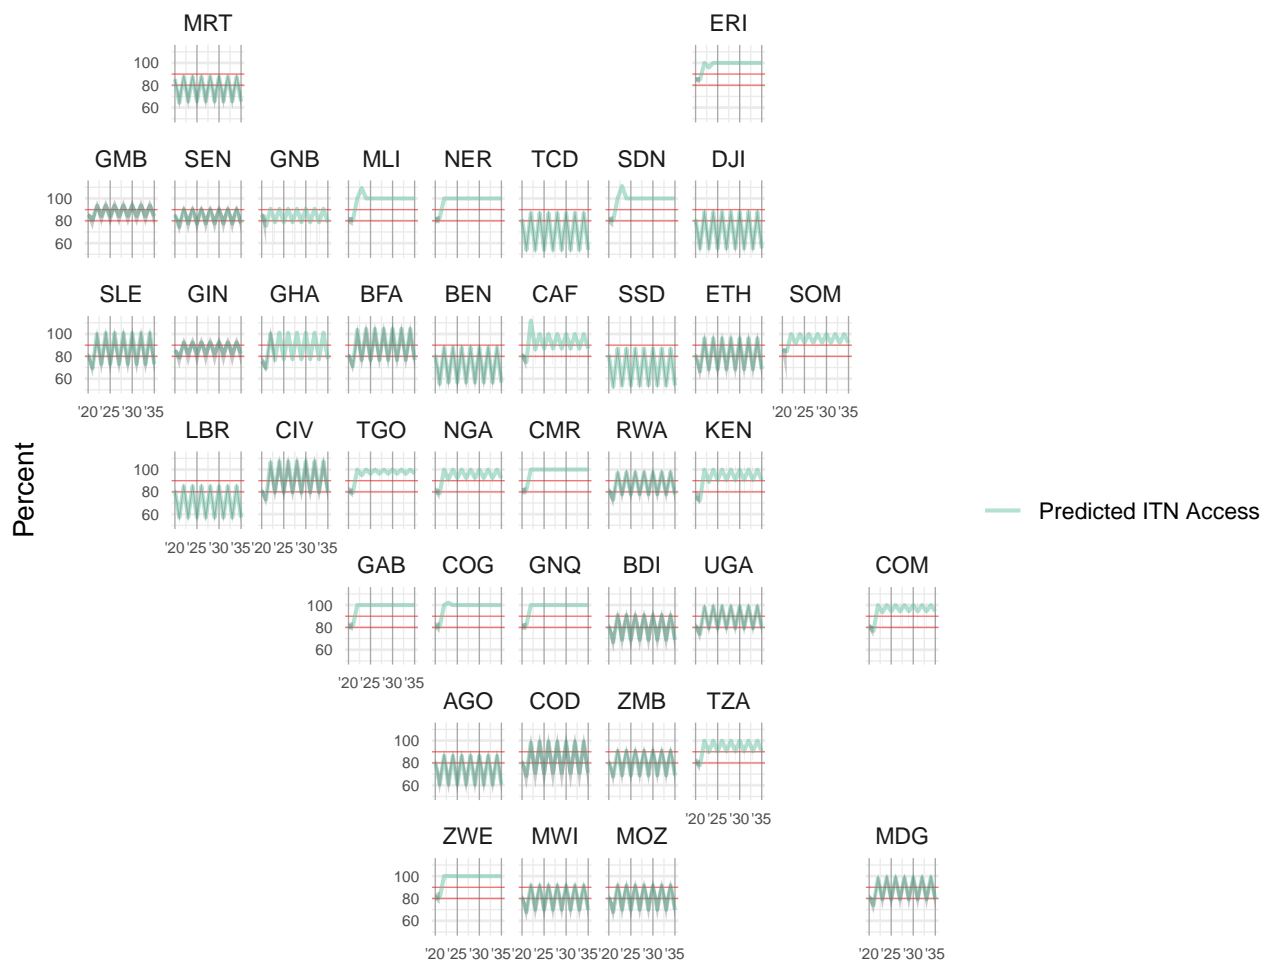 MRT ERI
100
80
60
GMB SEN GNB MLI NER TCD SDN DJI
100
80
60
SLE GIN GHA BFA BEN CAF SSD ETH SOM
100
80
60
'20 '25 '30 '35 '20 '25 '30 '35
LBR CIV TGO NGA CMR RWA KEN
100
80
60
'20 '25 '30 '35 '20 '25 '30 '35
GAB COG GNQ BDI UGA COM
100
80
60
'20 '25 '30 '35
AGO COD ZMB TZA
100
80
60
'20 '25 '30 '35
ZWE MWI MOZ MDG
100
80
60
'20 '25 '30 '35 '20 '25 '30 '35 '20 '25 '30 '35 '20 '25 '30 '35
Percent
Predicted ITN Access